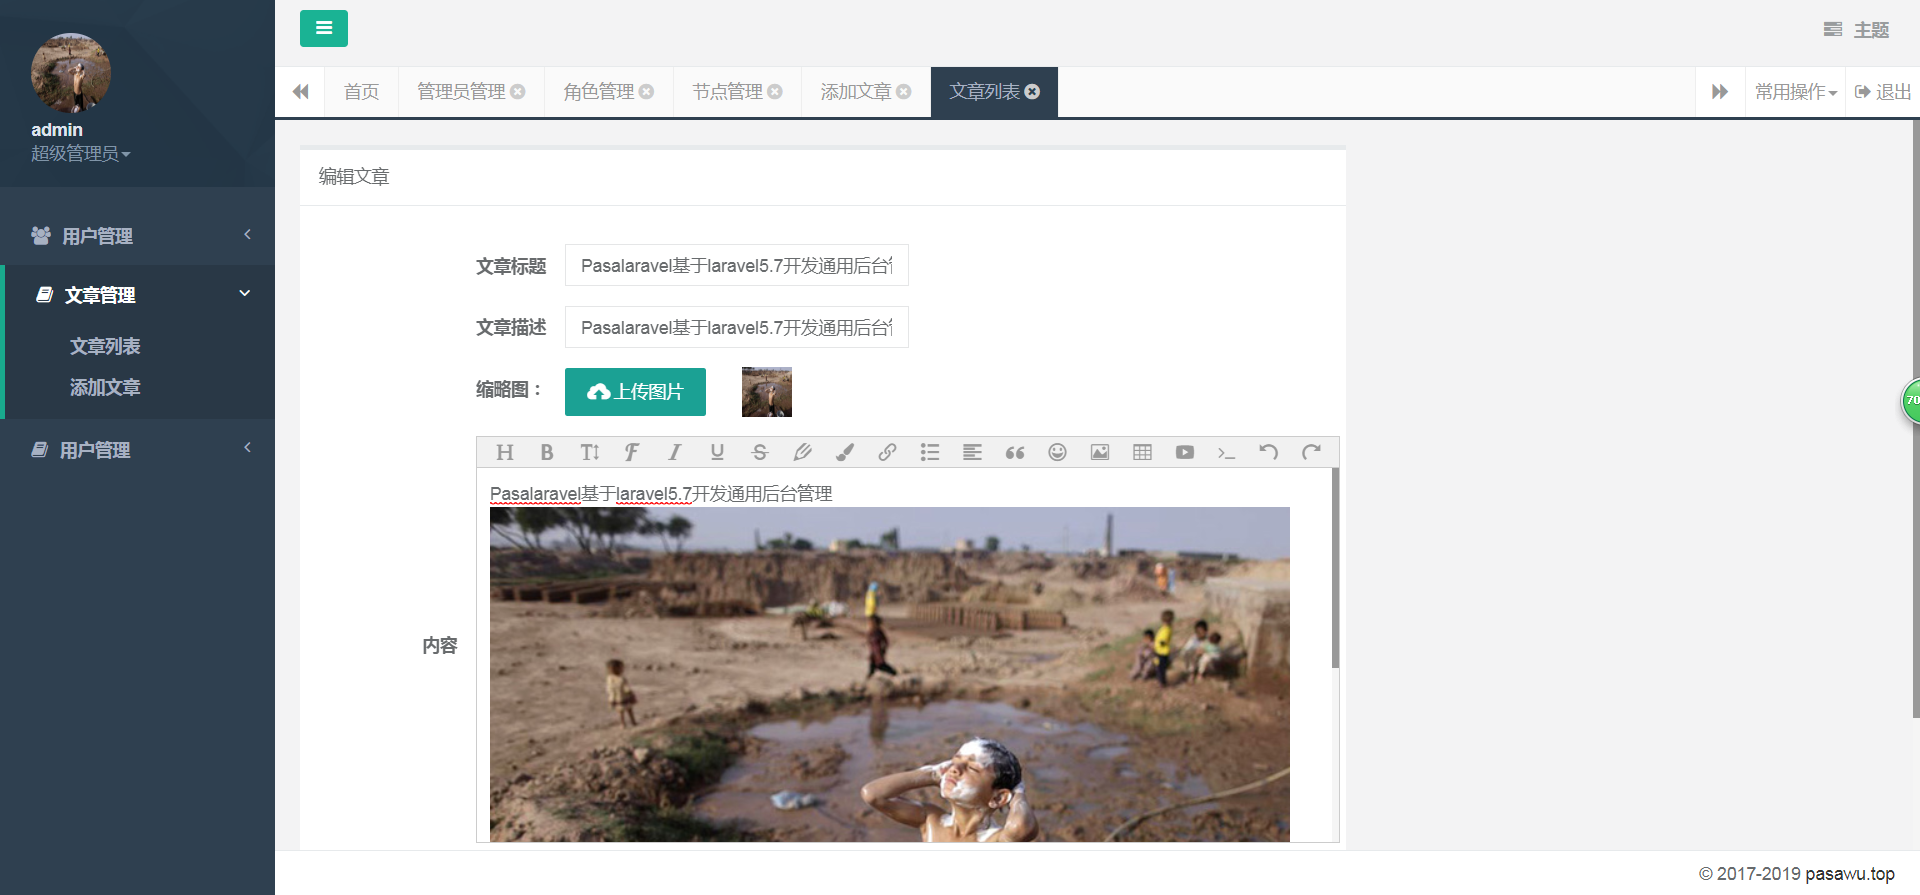 admin
超级管理员
用户管理
文章管理
文章列表
添加文章
用户管理
主题
首页
管理员管理
角色管理
节点管理
添加文章
文章列表
常用操作
退出
编辑文章
文章标题
Pasalaravel基于laravel5.7开发通用后台
文章描述
Pasalaravel基于laravel5.7开发通用后台
缩略图：
上传图片
内容
Pasalaravel基于laravel5.7开发通用后台管理
70
© 2017-2019 pasawu.top